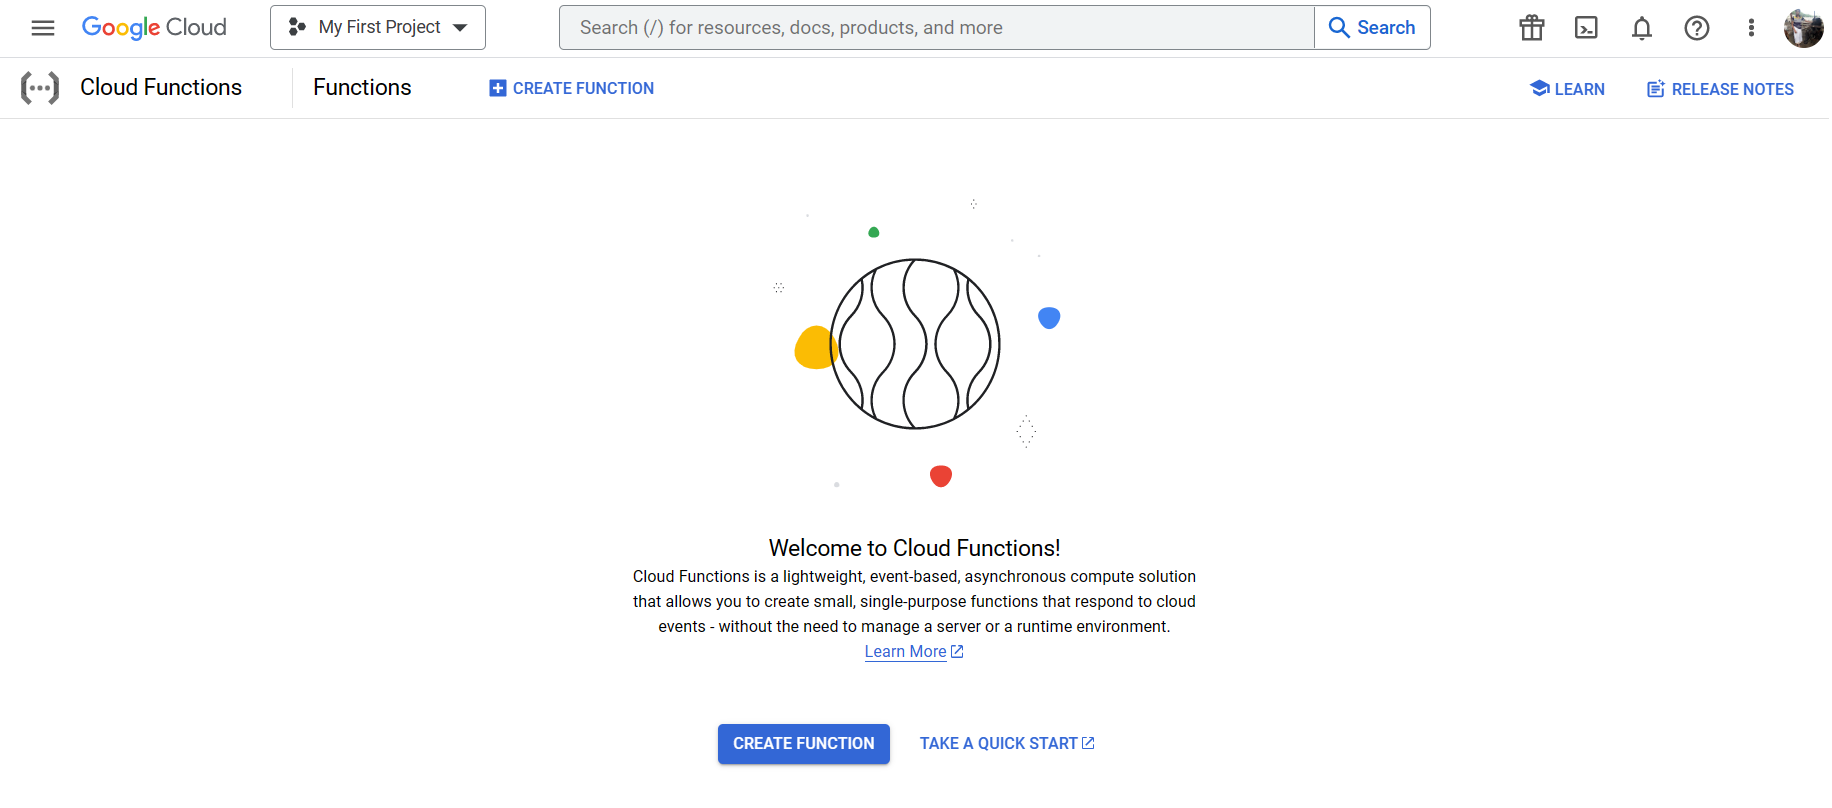 Google Cloud
My First Project
Search (/) for resources, docs, products, and more
Search
Cloud Functions
Functions
CREATE FUNCTION
LEARN
RELEASE NOTES
Welcome to Cloud Functions!
Cloud Functions is a lightweight, event-based, asynchronous compute solution
that allows you to create small, single-purpose functions that respond to cloud
events - without the need to manage a server or a runtime environment.
Learn More
CREATE FUNCTION
TAKE A QUICK START